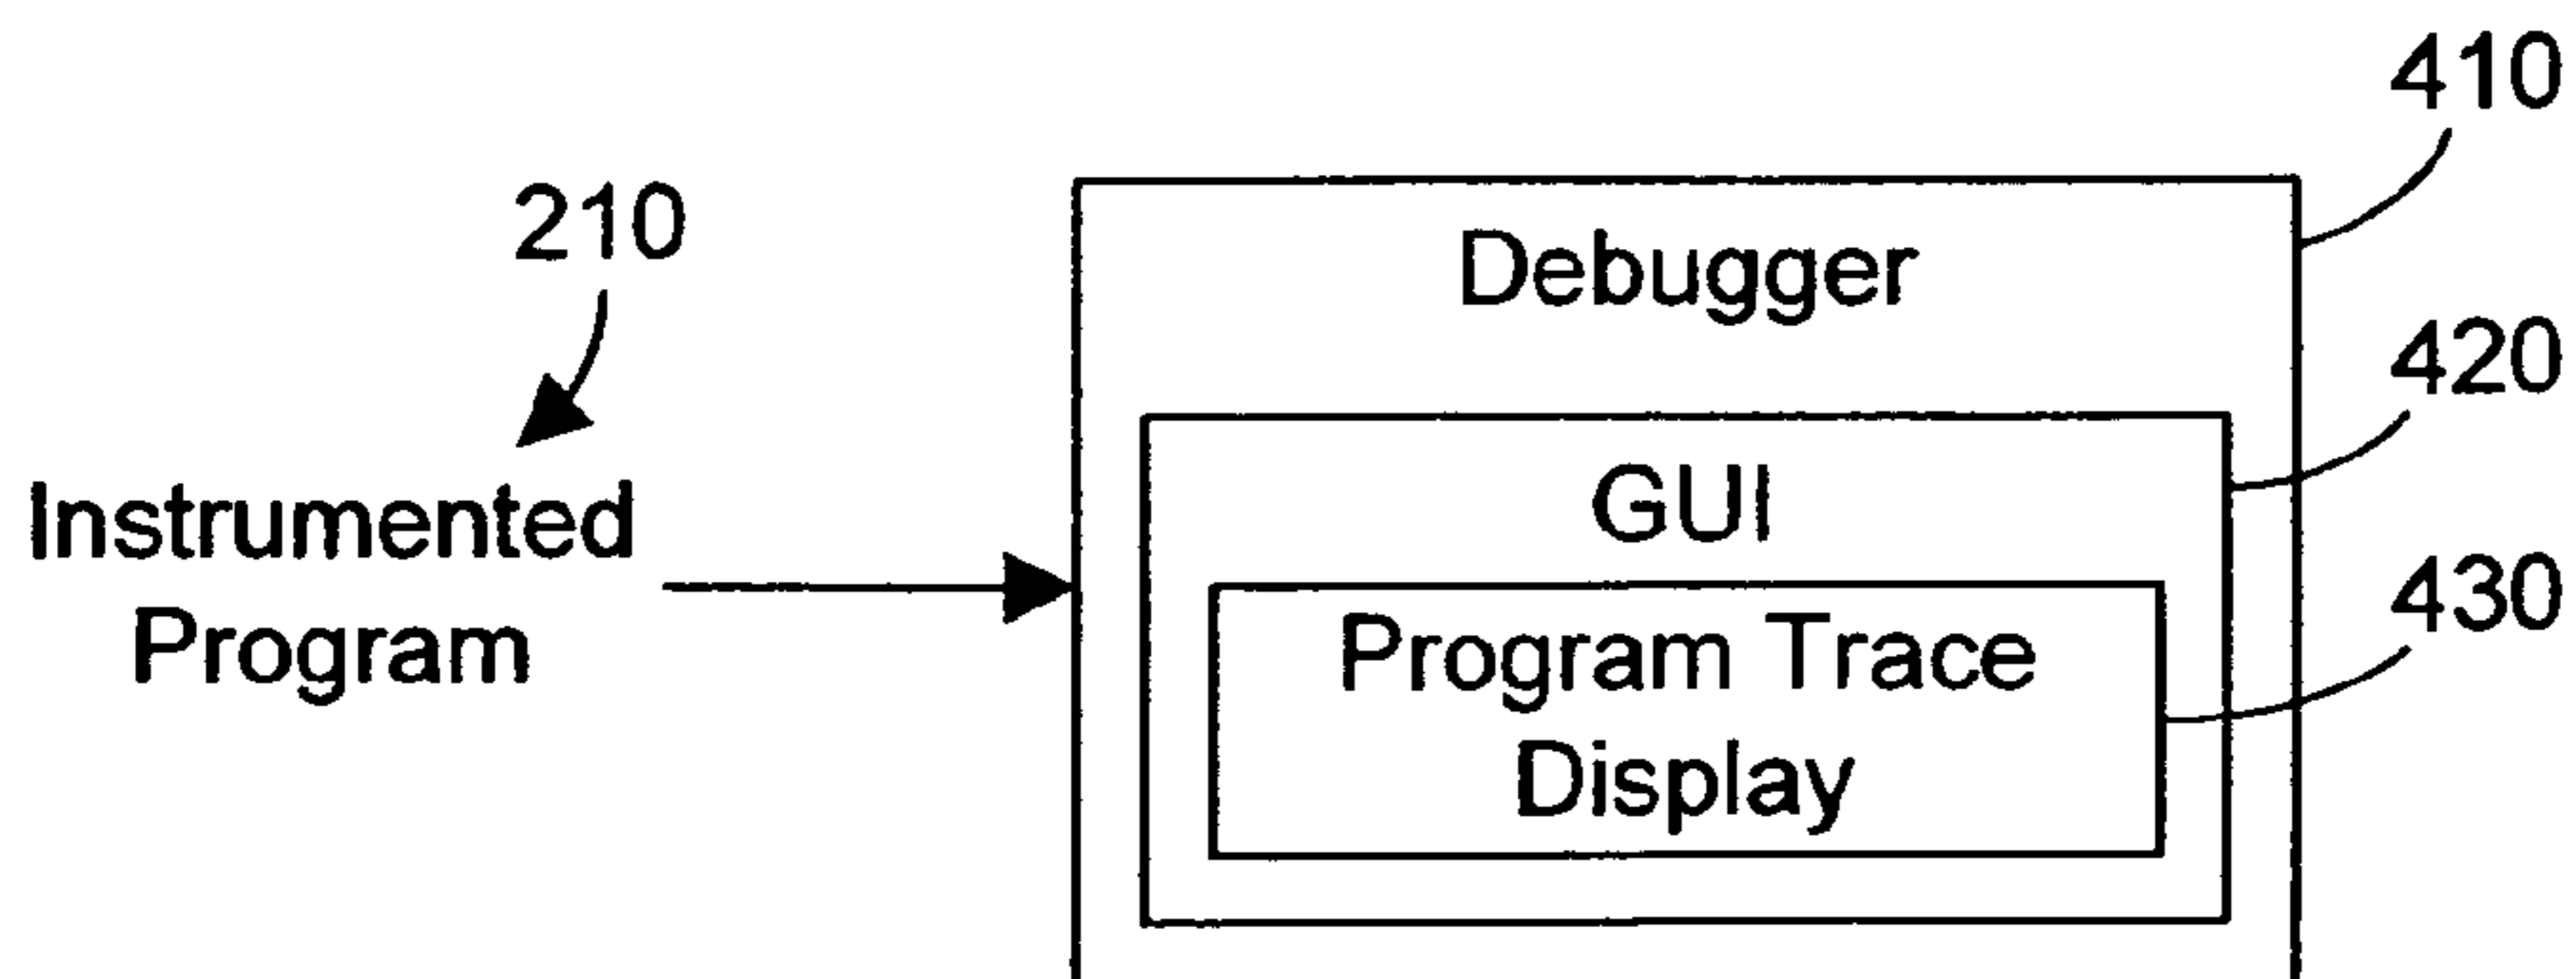 410
210
Debugger
420
GUI
Instrumented
Program
430
Program Trace
Display